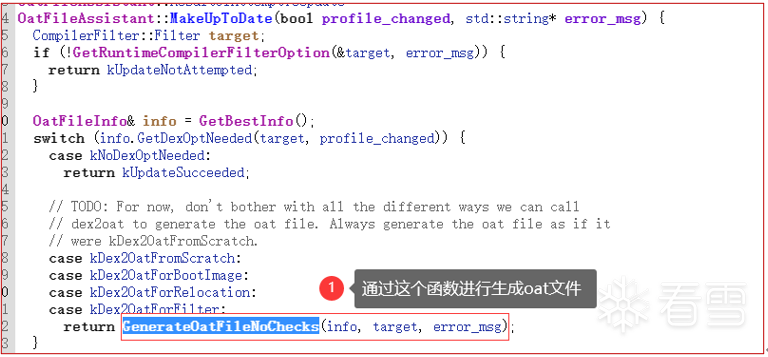 4 OatFileAssistant::MakeUpToDate(bool profile_changed, std::string* error_msg) {
5 CompilerFilter::Filter target;
6 if (!GetRuntimeCompilerFilterOption(&target, error_msg)) {
7 return kUpdateNotAttempted;
8 }
9
0 OatFileInfo& info = GetBestInfo();
1 switch (info.GetDexOptNeeded(target, profile_changed)) {
2 case kNoDexOptNeeded:
3 return kUpdateSucceeded;
4
5 // TODO: For now, don't bother with all the different ways we can call
6 // dex2oat to generate the oat file. Always generate the oat file as if it
7 // were kDex2OatFromScratch.
8 case kDex2OatFromScratch:
9 case kDex2OatForBootImage:
0 case kDex2OatForRelocation:
1 case kDex2OatForFilter:
1 通过这个函数进行生成oat文件
看雪
2 return GenerateOatFileNoChecks(info, target, error_msg);
3 }